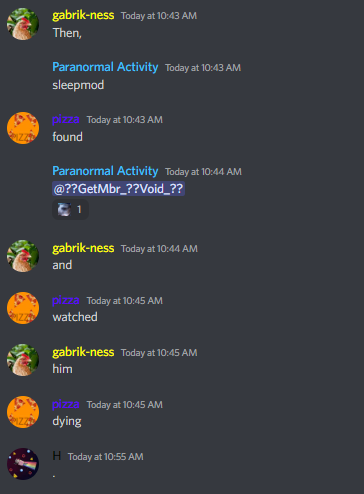 gabrik-ness Today at 10:43 AM
Then,
Paranormal Activity Today at 10:43 AM
sleepmod
pizza Today at 10:43 AM
found
Paranormal Activity Today at 10:44 AM
@??GetMbr_??Void_??
1
gabrik-ness Today at 10:44 AM
and
pizza Today at 10:45 AM
watched
gabrik-ness Today at 10:45 AM
him
pizza Today at 10:45 AM
dying
H Today at 10:55 AM
.